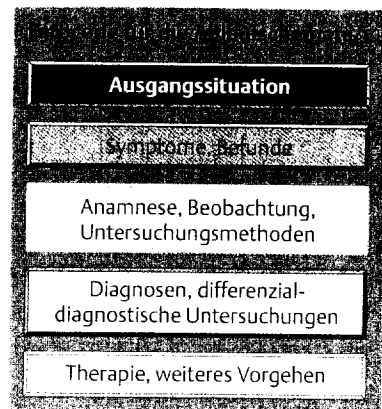 Ausgangssituation
Symptome, Befunde
Anamnese, Beobachtung,
Untersuchungsmethoden
Diagnosen, differenzial-
diagnostische Untersuchungen
Therapie, weiteres Vorgehen